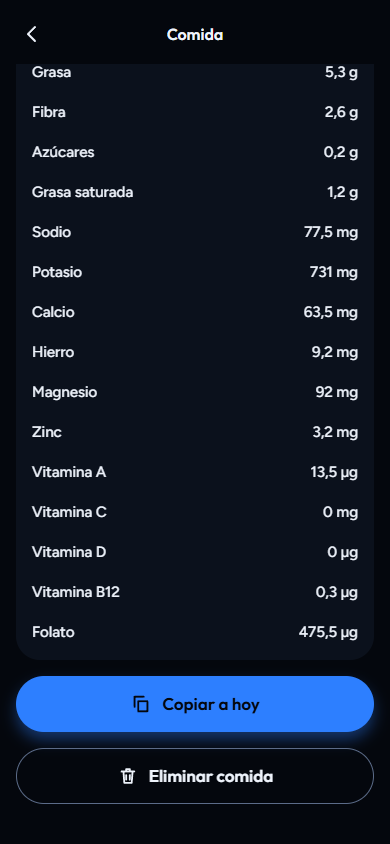 Comida
Grasa 5,3 g
Fibra 2,6 g
Azúcares 0,2 g
Grasa saturada 1,2 g
Sodio 77,5 mg
Potasio 731 mg
Calcio 63,5 mg
Hierro 9,2 mg
Magnesio 92 mg
Zinc 3,2 mg
Vitamina A 13,5 µg
Vitamina C 0 mg
Vitamina D 0 µg
Vitamina B12 0,3 µg
Folato 475,5 µg
Copiar a hoy
Eliminar comida